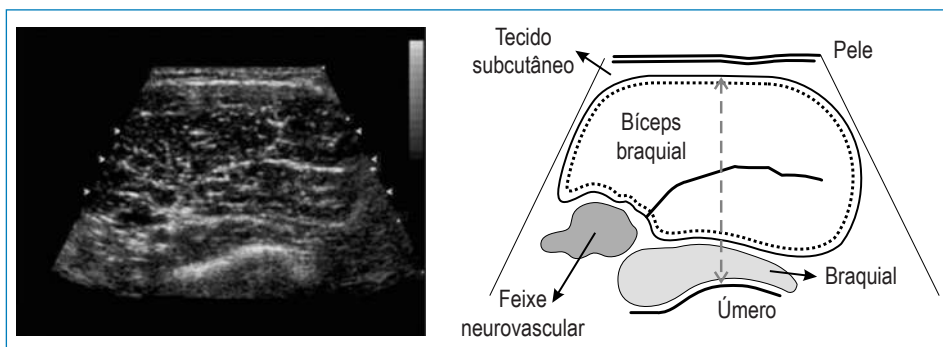 Tecido
subcutâneo
Pele
Bíceps
braquial
Feixe
neurovascular
Úmero
Braquial